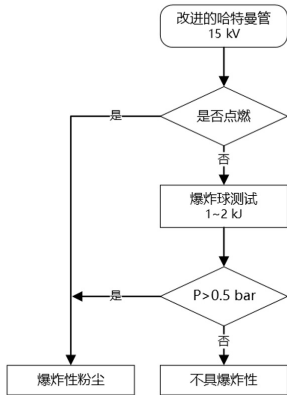 改进的哈特曼管
15 kV
是
是否点燃
否
爆炸球测试
1~2 kJ
是
P>0.5 bar
否
爆炸性粉尘
不具爆炸性